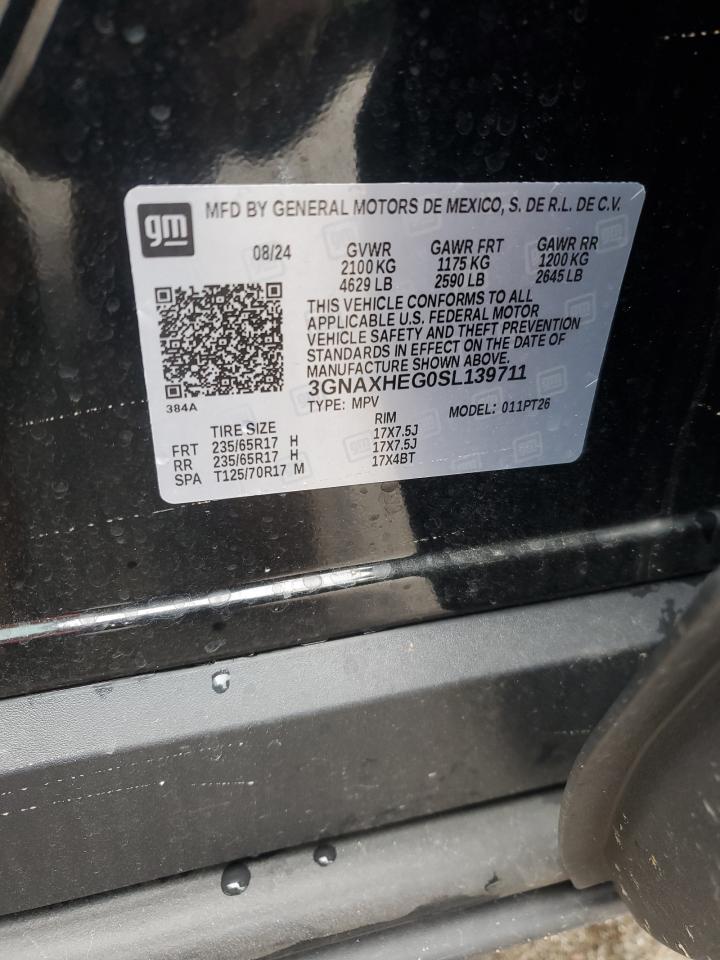 gm MFD BY GENERAL MOTORS DE MEXICO, S. DE R.L. DE C.V.
08/24 GVWR GAWR FRT GAWR RR
2100 KG 1175 KG 1200 KG
4629 LB 2590 LB 2645 LB
THIS VEHICLE CONFORMS TO ALL
APPLICABLE U.S. FEDERAL MOTOR
VEHICLE SAFETY AND THEFT PREVENTION
STANDARDS IN EFFECT ON THE DATE OF
MANUFACTURE SHOWN ABOVE.
3GNAXHEG0SL139711
384A TYPE: MPV MODEL: 011PT26
TIRE SIZE RIM
FRT 235/65R17 H 17X7.5J
RR 235/65R17 H 17X7.5J
SPA T125/70R17 M 17X4BT